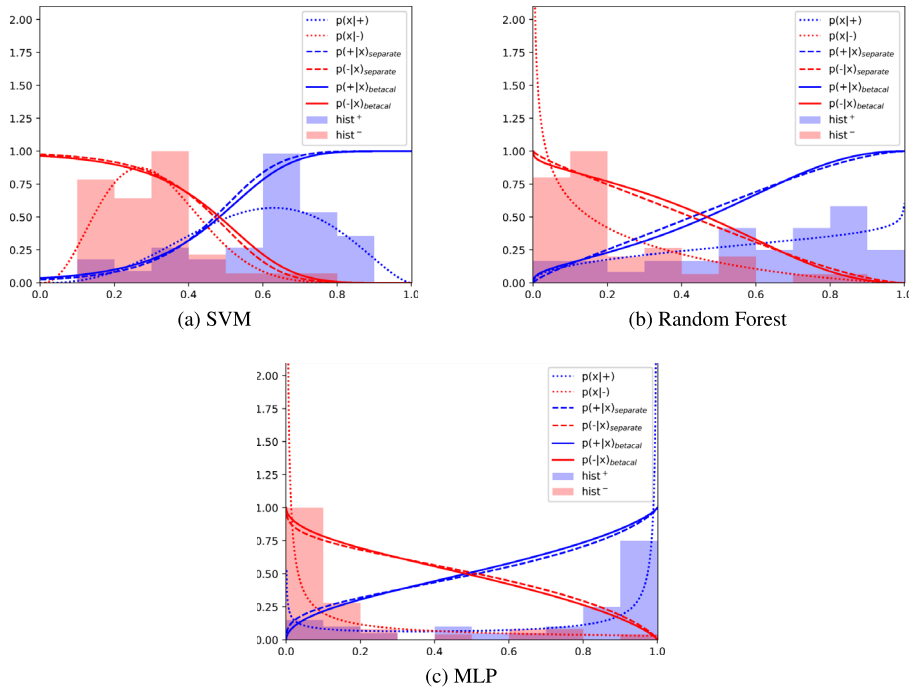 2.00
1.75
1.50
1.25
1.00
0.75
0.50
0.25
0.00
0.0 0.2 0.4 0.6 0.8 1.0
p(x|+)
p(x|-)
p(+|x)separate
p(-|x)separate
p(+|x)betacal
p(-|x)betacal
hist+
hist−
(a) SVM
2.00
1.75
1.50
1.25
1.00
0.75
0.50
0.25
0.00
0.0 0.2 0.4 0.6 0.8 1.0
p(x|+)
p(x|-)
p(+|x)separate
p(-|x)separate
p(+|x)betacal
p(-|x)betacal
hist+
hist−
(b) Random Forest
2.00
1.75
1.50
1.25
1.00
0.75
0.50
0.25
0.00
0.0 0.2 0.4 0.6 0.8 1.0
p(x|+)
p(x|-)
p(+|x)separate
p(-|x)separate
p(+|x)betacal
p(-|x)betacal
hist+
hist−
(c) MLP